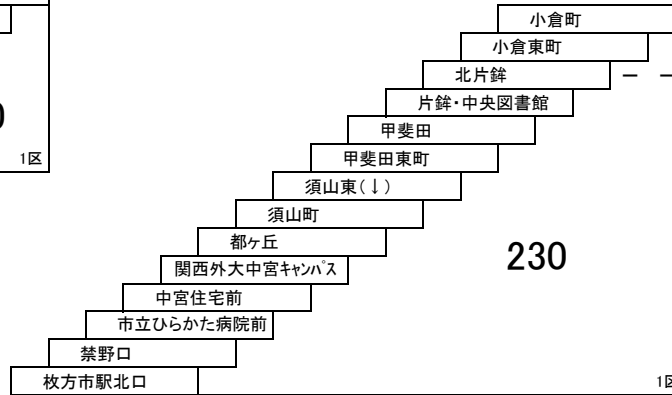 小倉町
小倉東町
北片鉾
片鉾・中央図書館
甲斐田
1区
甲斐田東町
須山東(↓)
須山町
都ヶ丘
230
関西外大中宮ｷｬﾝﾊﾟｽ
中宮住宅前
市立ひらかた病院前
禁野口
枚方市駅北口